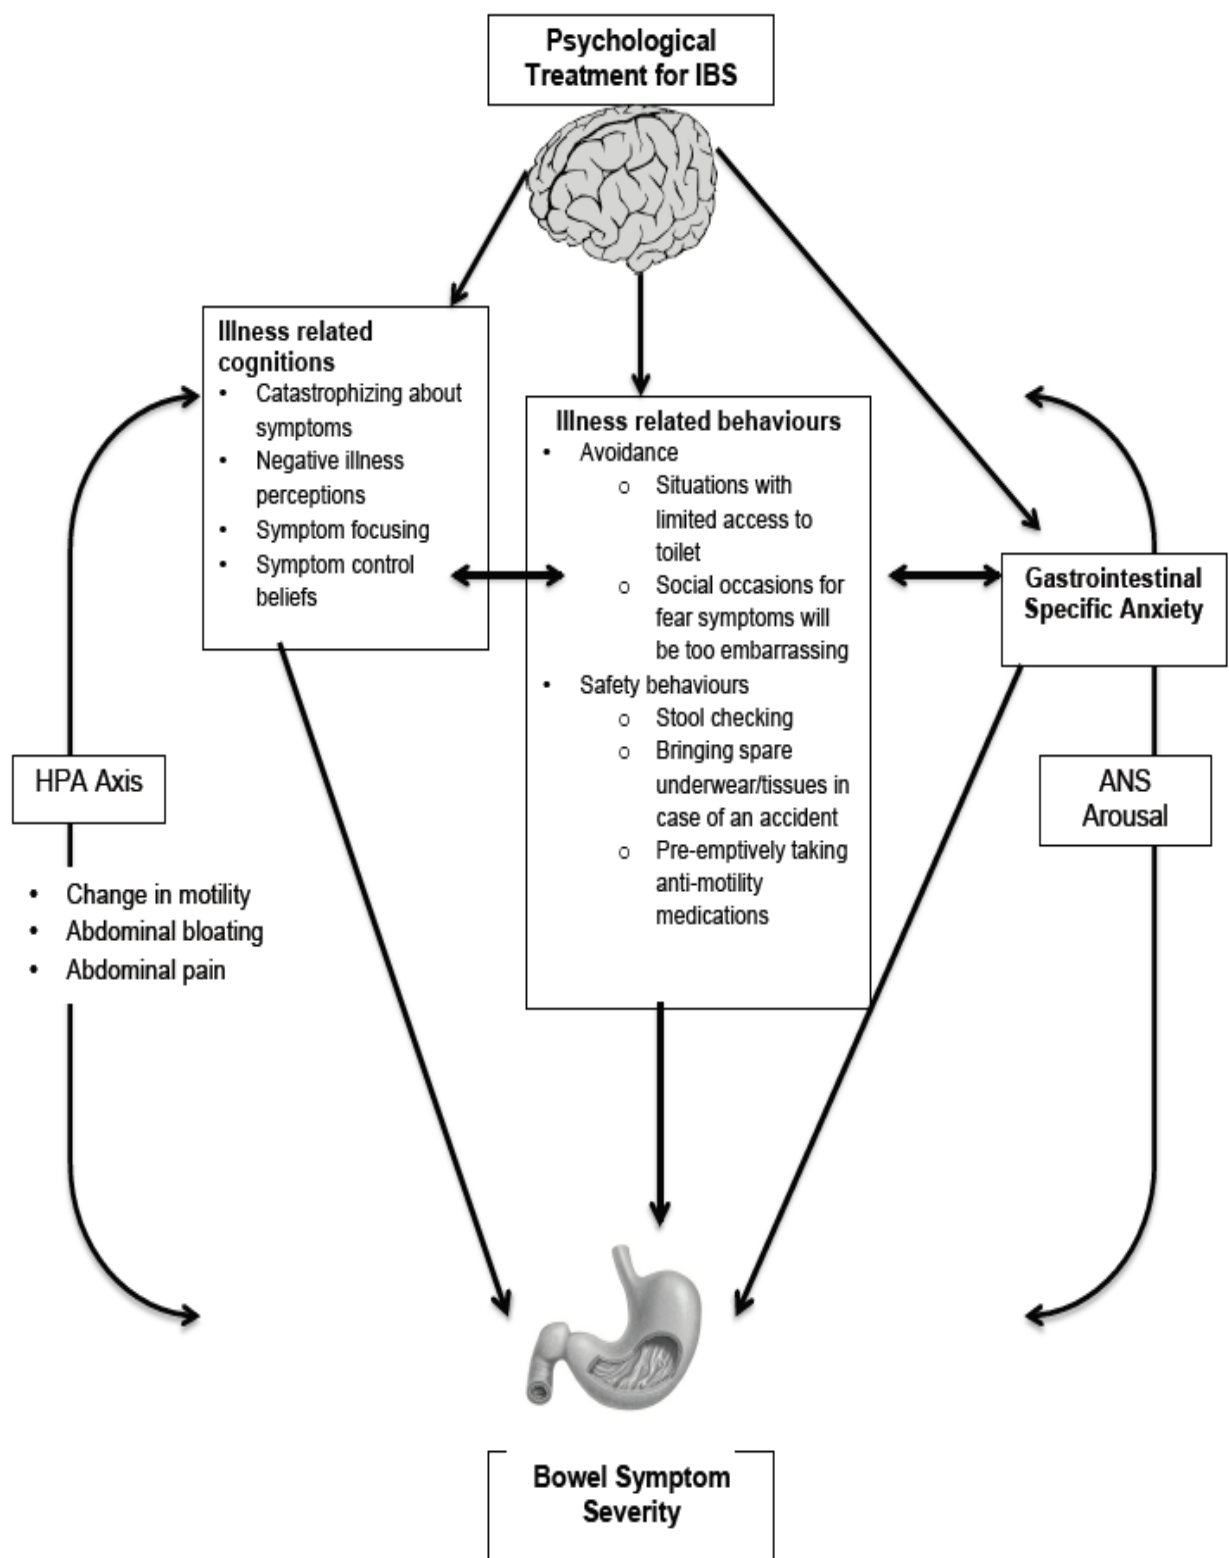 Psychological
Treatment for IBS
Illness related
cognitions
• Catastrophizing about
symptoms
• Negative illness
perceptions
• Symptom focusing
• Symptom control
beliefs
Illness related behaviours
• Avoidance
o Situations with
limited access to
toilet
o Social occasions for
fear symptoms will
be too embarrassing
• Safety behaviours
o Stool checking
o Bringing spare
underwear/tissues in
case of an accident
o Pre-emptively taking
anti-motility
medications
Gastrointestinal
Specific Anxiety
HPA Axis
• Change in motility
• Abdominal bloating
• Abdominal pain
ANS
Arousal
Bowel Symptom
Severity